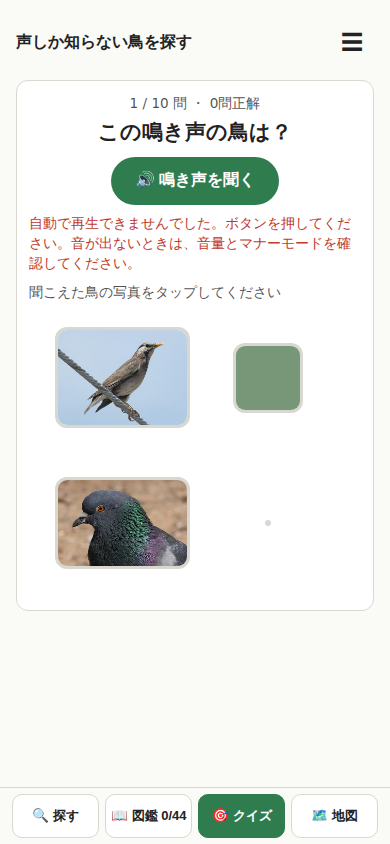 声しか知らない鳥を探す
☰
1 / 10 問 ・ 0問正解
この鳴き声の鳥は？
🔊 鳴き声を聞く
自動で再生できませんでした。ボタンを押してくだ
さい。音が出ないときは、音量とマナーモードを確
認してください。
聞こえた鳥の写真をタップしてください
🔍 探す
📖 図鑑 0/44
🎯 クイズ
🗺️ 地図